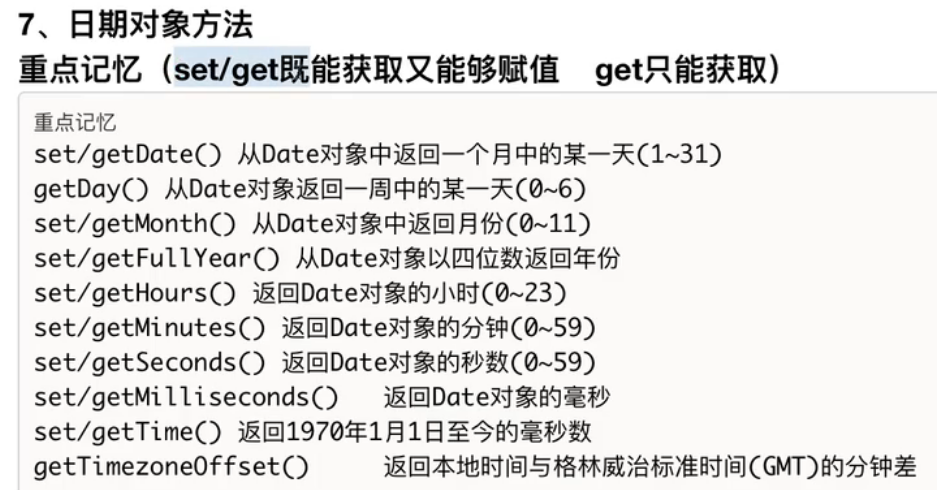 7、日期对象方法
重点记忆（set/get既能获取又能够赋值 get只能获取）
重点记忆
set/getDate() 从Date对象中返回一个月中的某一天(1~31)
getDay() 从Date对象返回一周中的某一天(0~6)
set/getMonth() 从Date对象中返回月份(0~11)
set/getFullYear() 从Date对象以四位数返回年份
set/getHours() 返回Date对象的小时(0~23)
set/getMinutes() 返回Date对象的分钟(0~59)
set/getSeconds() 返回Date对象的秒数(0~59)
set/getMilliseconds() 返回Date对象的毫秒
set/getTime() 返回1970年1月1日至今的毫秒数
getTimezoneOffset() 返回本地时间与格林威治标准时间(GMT)的分钟差